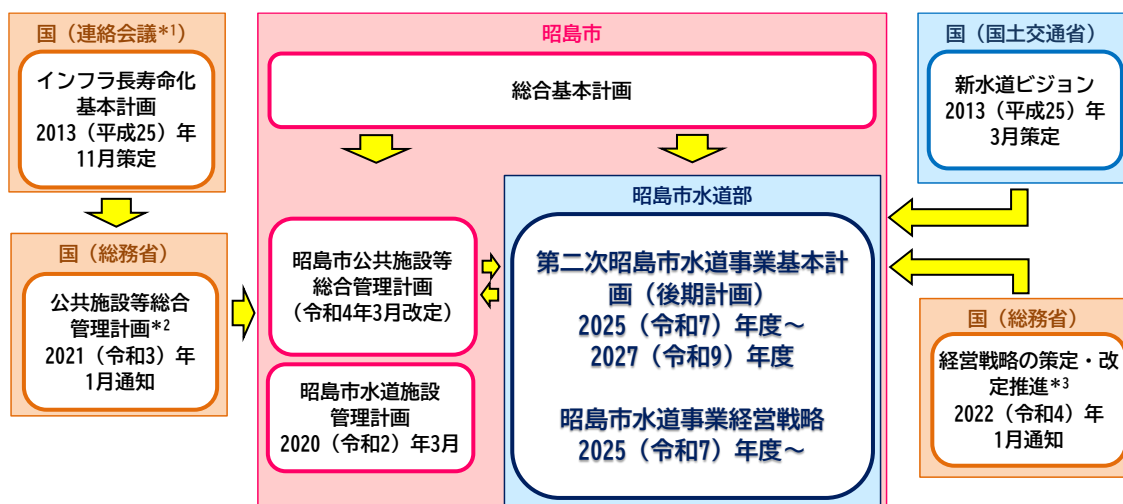 国（連絡会議*1）
インフラ長寿命化
基本計画
2013（平成25）年
11月策定
国（総務省）
公共施設等総合
管理計画*2
2021（令和3）年
1月通知
昭島市
総合基本計画
昭島市公共施設等
総合管理計画
（令和4年3月改定）
昭島市水道施設
管理計画
2020（令和2）年3月
昭島市水道部
第二次昭島市水道事業基本計
画（後期計画）
2025（令和7）年度～
2027（令和9）年度
昭島市水道事業経営戦略
2025（令和7）年度～
国（国土交通省）
新水道ビジョン
2013（平成25）年
3月策定
国（総務省）
経営戦略の策定・改
定推進*3
2022（令和4）年
1月通知